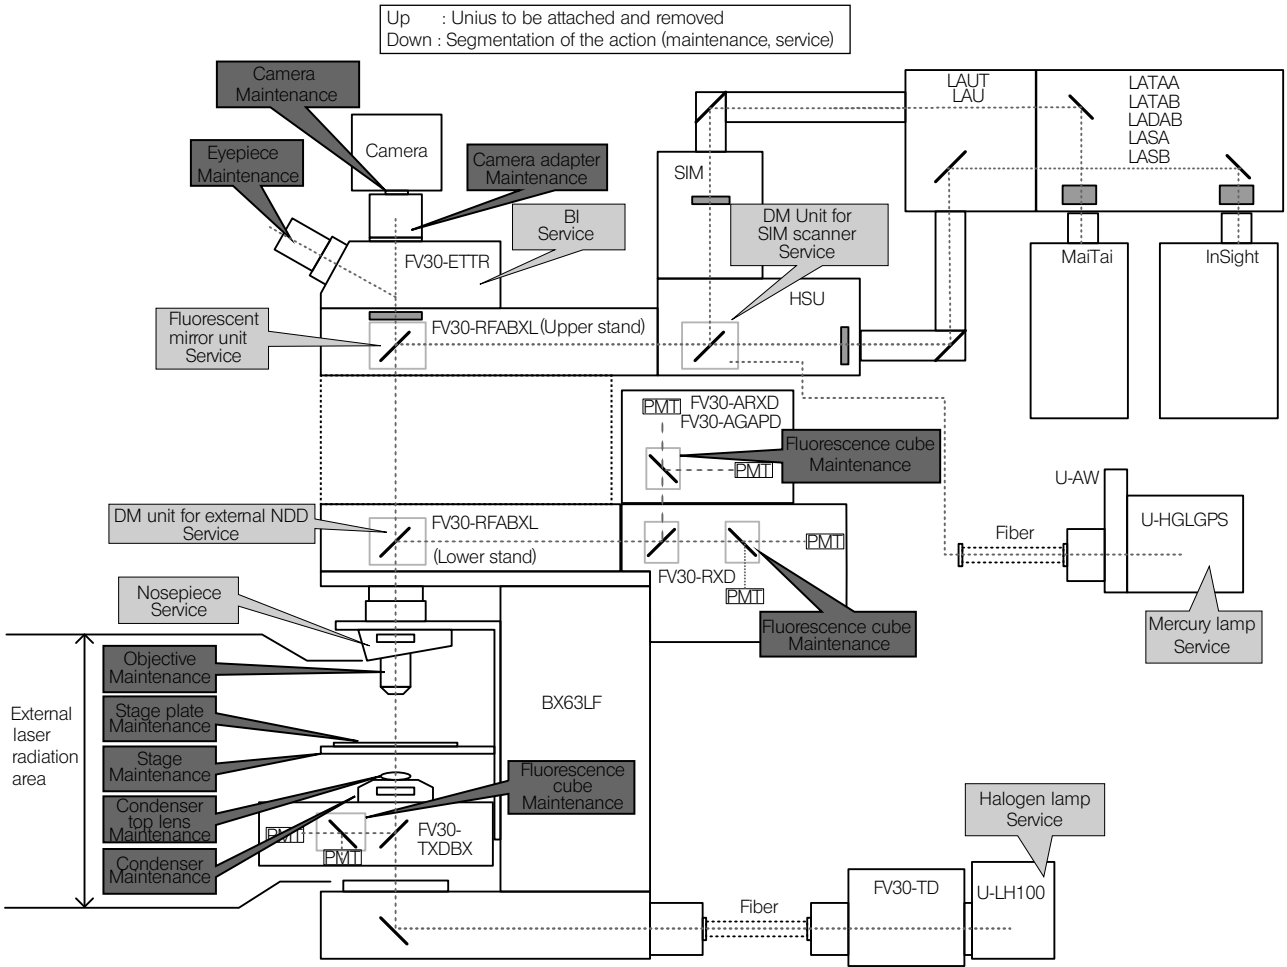 Up : Unius to be attached and removed
Down : Segmentation of the action (maintenance, service)
Camera
Maintenance
Eyepiece
Maintenance
Camera
Camera adapter
Maintenance
BI
Service
FV30-ETTR
Fluorescent
mirror unit
Service
FV30-RFABXL(Upper stand)
SIM
DM Unit for
SIM scanner
Service
HSU
LAUT
LAU
LATAA
LATAB
LADAB
LASA
LASB
MaiTai
InSight
PMT
FV30-ARXD
FV30-AGAPD
PMT
Fluorescence cube
Maintenance
DM unit for external NDD
Service
FV30-RFABXL
(Lower stand)
PMT
FV30-RXD
PMT
Fluorescence cube
Maintenance
U-AW
Fiber
U-HGLGPS
Mercury lamp
Service
Nosepiece
Service
External
laser
radiation
area
Objective
Maintenance
Stage plate
Maintenance
Stage
Maintenance
Condenser
top lens
Maintenance
Condenser
Maintenance
BX63LF
Fluorescence
cube
Maintenance
PMT
PMT
FV30-
TXDBX
Halogen lamp
Service
Fiber
FV30-TD
U-LH100